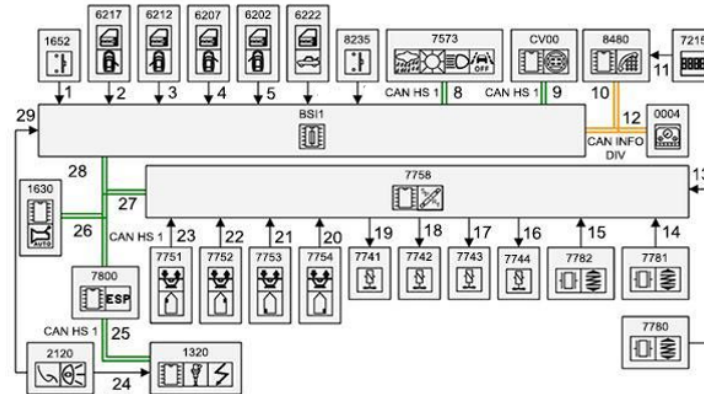 6217 6212 6207 6202 6222
1652 8235 7573 CV00 8480 7215
OFF
11
CAN HS 1 8 CAN HS 1 9 10
1 2 3 4 5
29 BSI1 12 0004
CAN INFO
DIV
28
7758 13
1630 27
AUTO
26
CAN HS 1 23 22 21 20 19 18 17 16 15 14
7751 7752 7753 7754 7741 7742 7743 7744 7782 7781
7800
ESP
25
CAN HS 1 7780
2120 1320
24